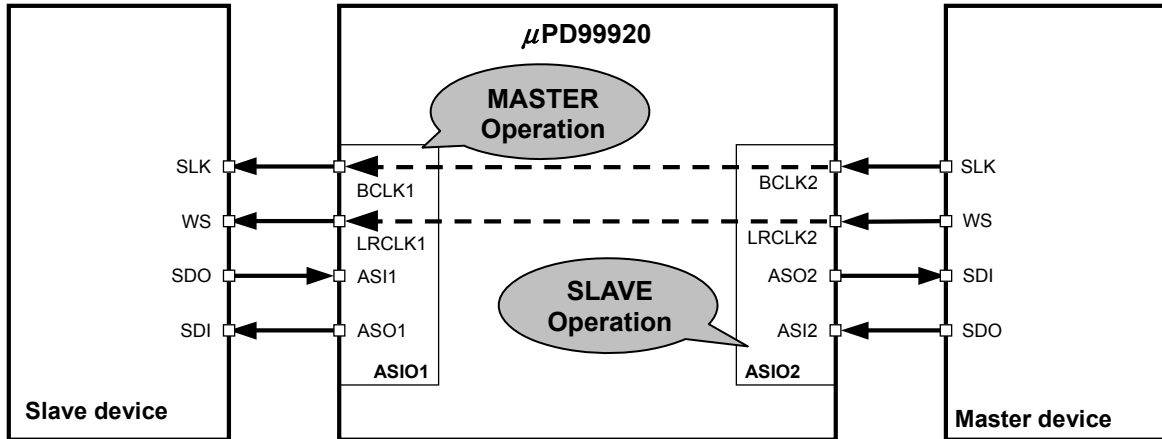 μPD99920
MASTER
Operation
SLK
BCLK1
BCLK2
SLK
WS
LRCLK1
LRCLK2
WS
SDO
ASI1
ASO2
SDI
SLAVE
Operation
SDI
ASO1
ASI2
SDO
ASIO1
ASIO2
Slave device
Master device